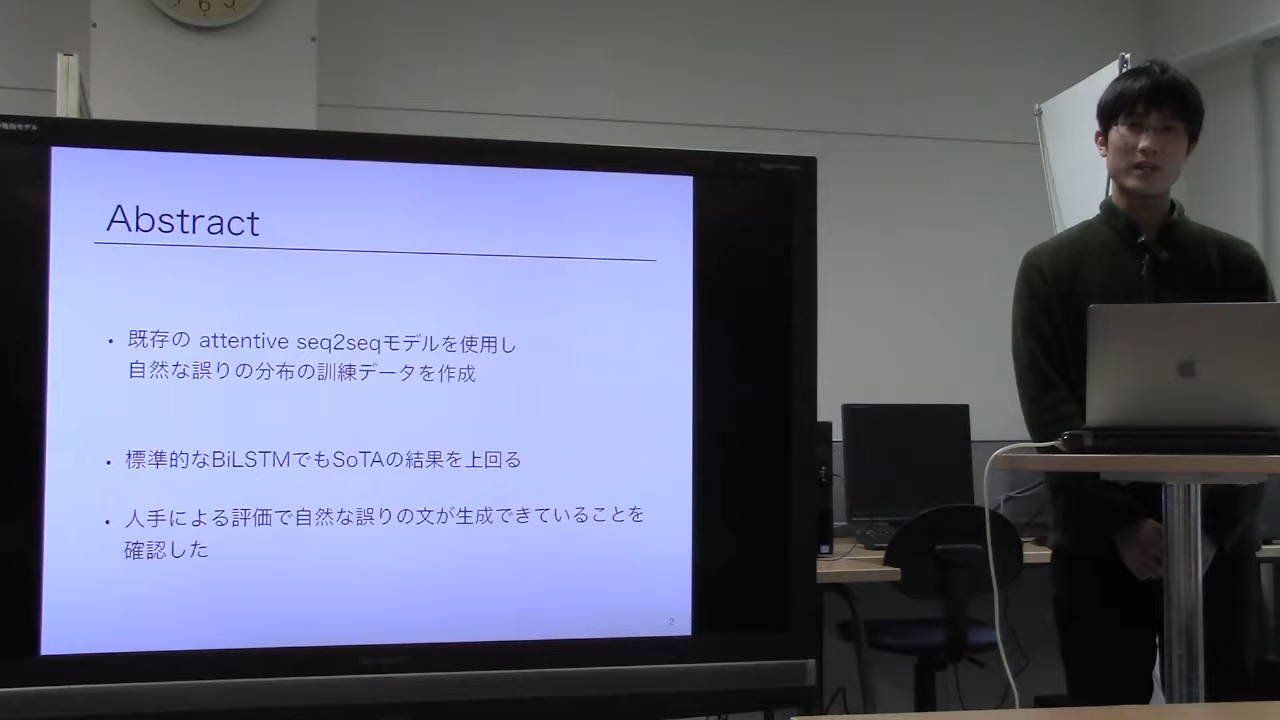 Abstract
・既存の attentive seq2seqモデルを使用し
自然な誤りの分布の訓練データを作成
・標準的なBiLSTMでもSoTAの結果を上回る
・人手による評価で自然な誤りの文が生成できていることを
確認した
2